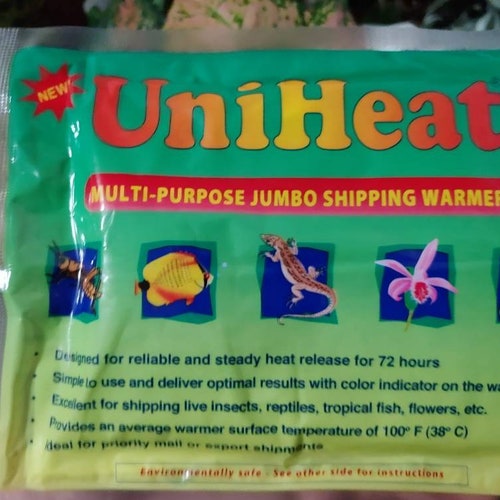 NEW!
UniHeat
MULTI-PURPOSE JUMBO SHIPPING WARMER
Designed for reliable and steady heat release for 72 hours
Simple to use and deliver optimal results with color indicator on the wa
Excellent for shipping live insects, reptiles, tropical fish, flowers, etc.
Provides an average warmer surface temperature of 100° F (38° C)
Ideal for priority mail or export shipments
Environmentally safe - See other side for instructions